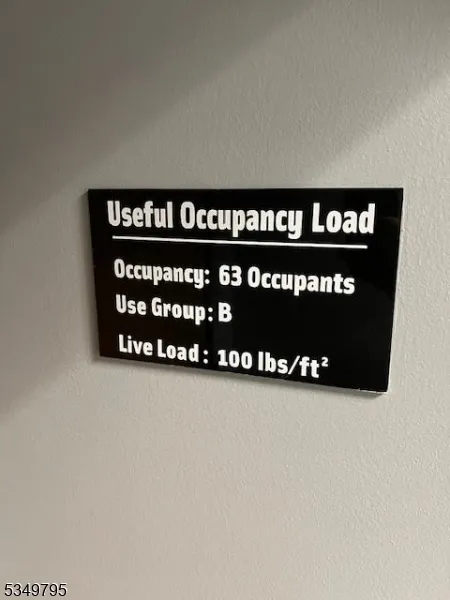 Useful Occupancy Load
Occupancy: 63 Occupants
Use Group: B
Live Load: 100 lbs/ft²
5349795